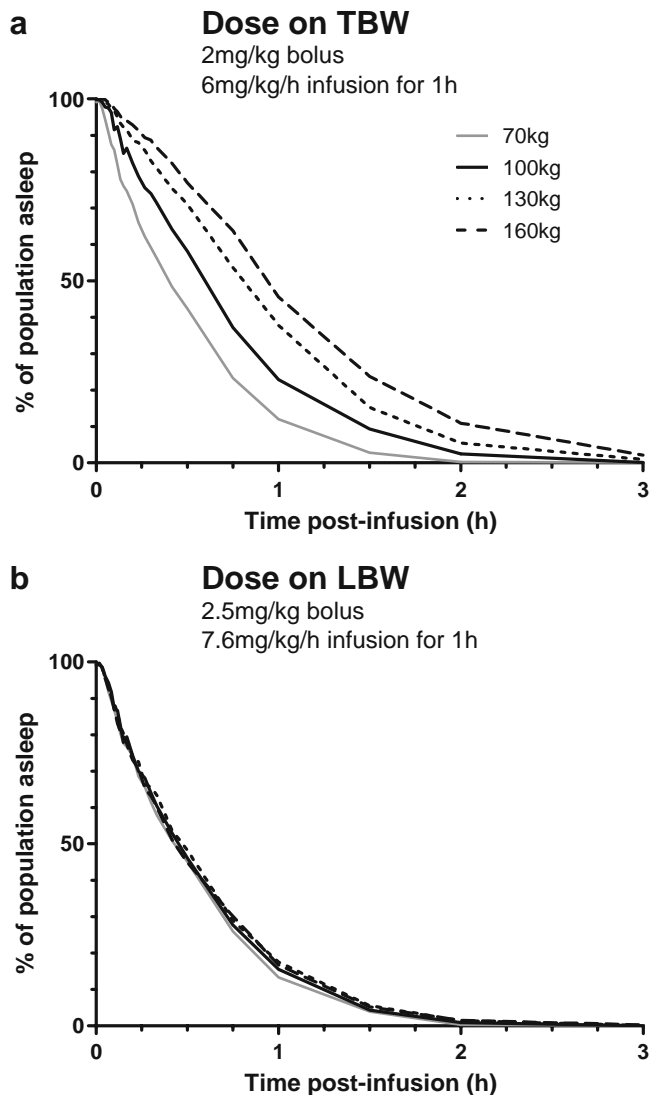 a
Dose on TBW
2mg/kg bolus
6mg/kg/h infusion for 1h
70kg
100kg
130kg
160kg
% of population asleep
100
50
0
0 1 2 3
Time post-infusion (h)
b
Dose on LBW
2.5mg/kg bolus
7.6mg/kg/h infusion for 1h
% of population asleep
100
50
0
0 1 2 3
Time post-infusion (h)